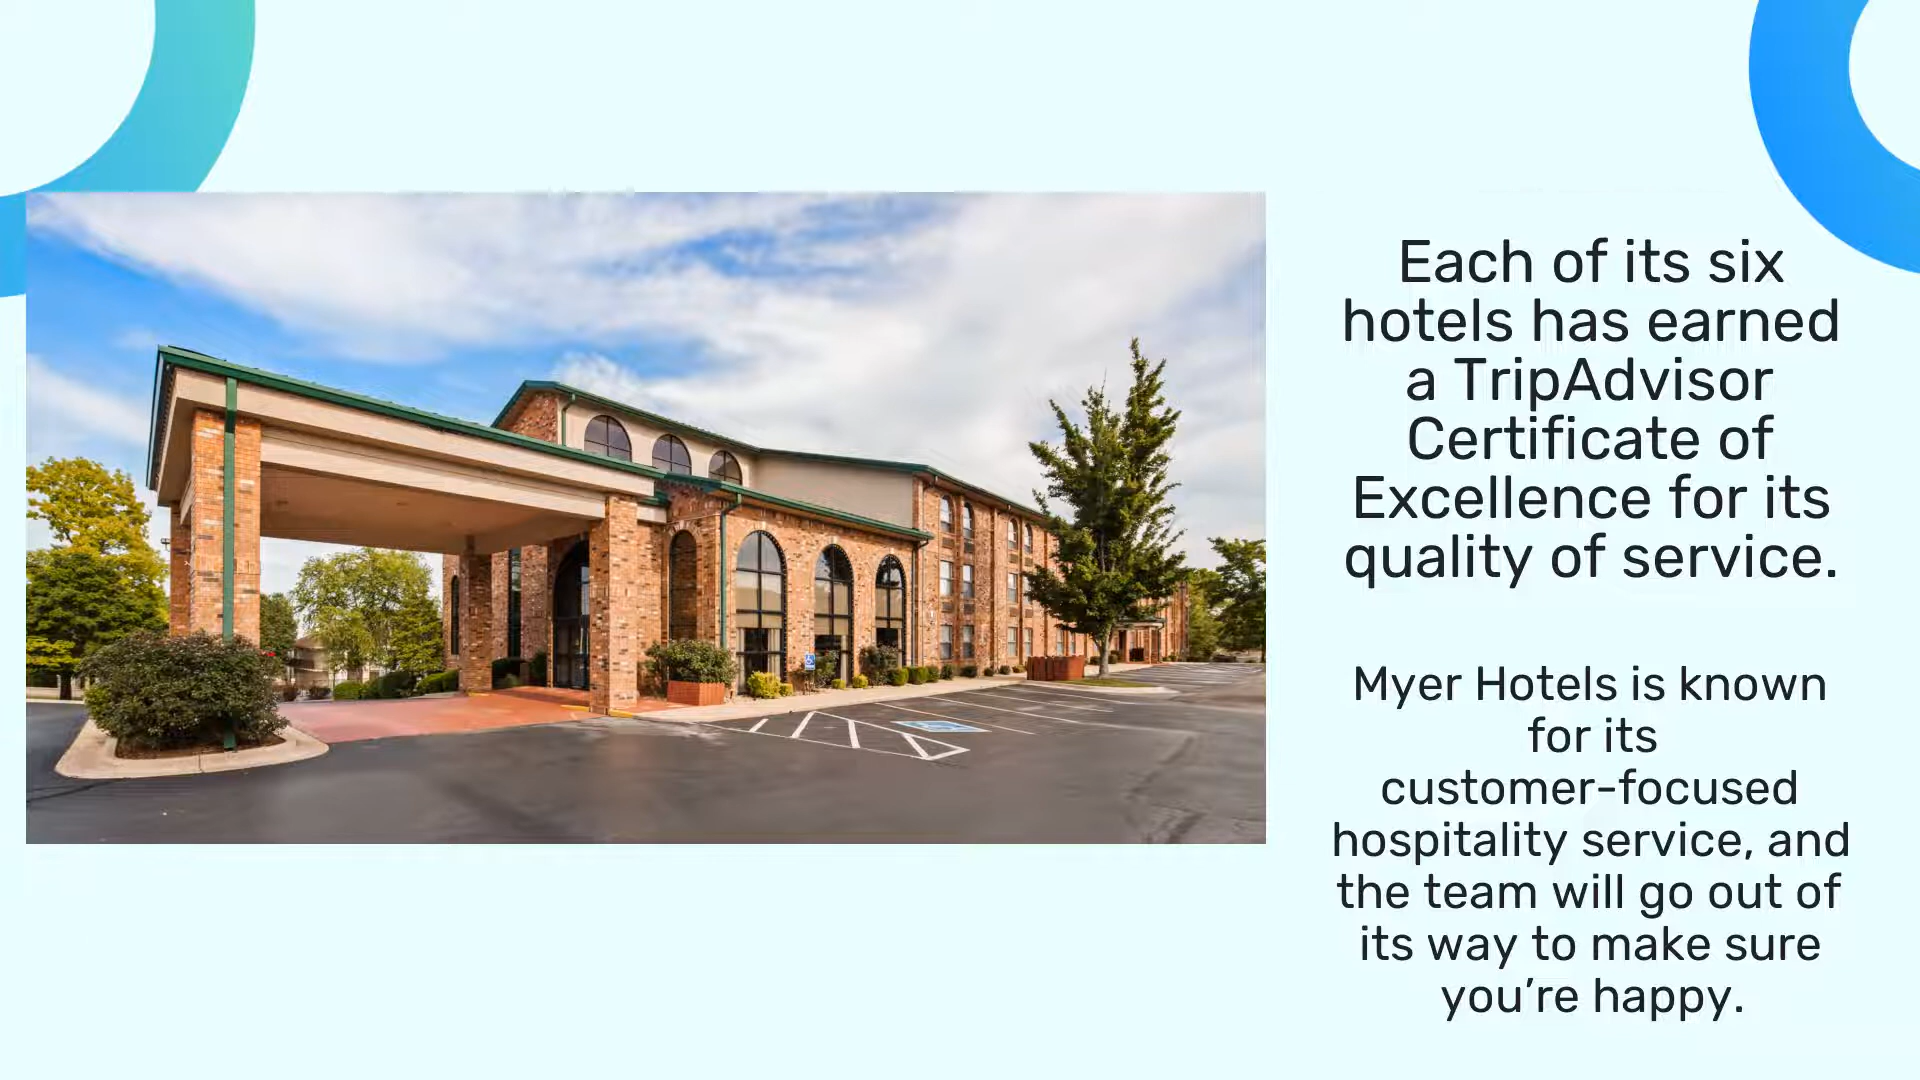 Each of its six
hotels has earned
a TripAdvisor
Certificate of
Excellence for its
quality of service.
Myer Hotels is known
for its
customer-focused
hospitality service, and
the team will go out of
its way to make sure
you’re happy.